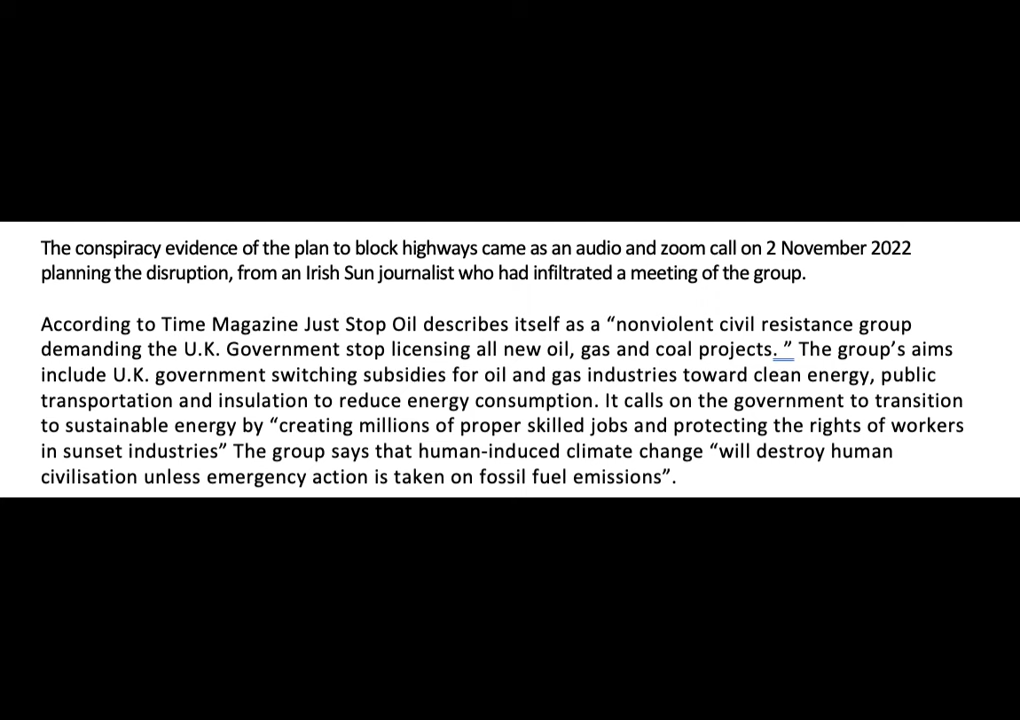 The conspiracy evidence of the plan to block highways came as an audio and zoom call on 2 November 2022
planning the disruption, from an Irish Sun journalist who had infiltrated a meeting of the group.
According to Time Magazine Just Stop Oil describes itself as a “nonviolent civil resistance group
demanding the U.K. Government stop licensing all new oil, gas and coal projects. ” The group’s aims
include U.K. government switching subsidies for oil and gas industries toward clean energy, public
transportation and insulation to reduce energy consumption. It calls on the government to transition
to sustainable energy by “creating millions of proper skilled jobs and protecting the rights of workers
in sunset industries” The group says that human-induced climate change “will destroy human
civilisation unless emergency action is taken on fossil fuel emissions”.